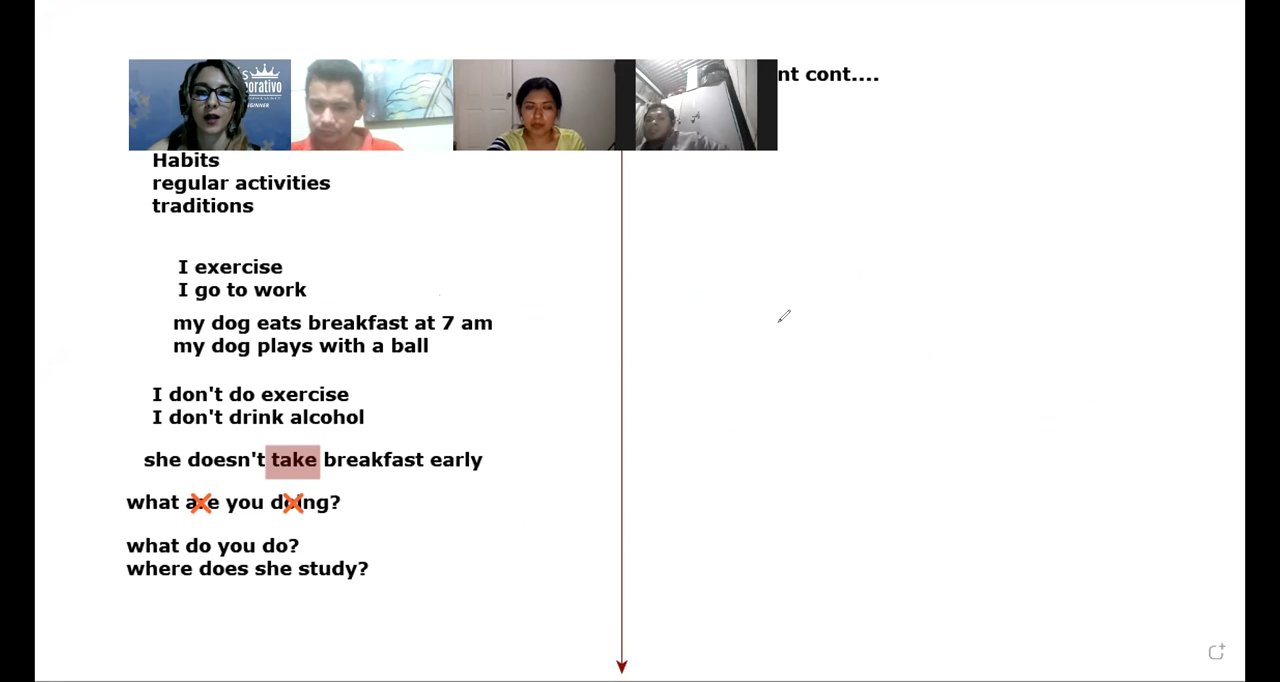 nt cont....
orativo
GINNER
Habits
regular activities
traditions
I exercise
I go to work
my dog eats breakfast at 7 am
my dog plays with a ball
I don't do exercise
I don't drink alcohol
she doesn't take breakfast early
what are you doing?
what do you do?
where does she study?